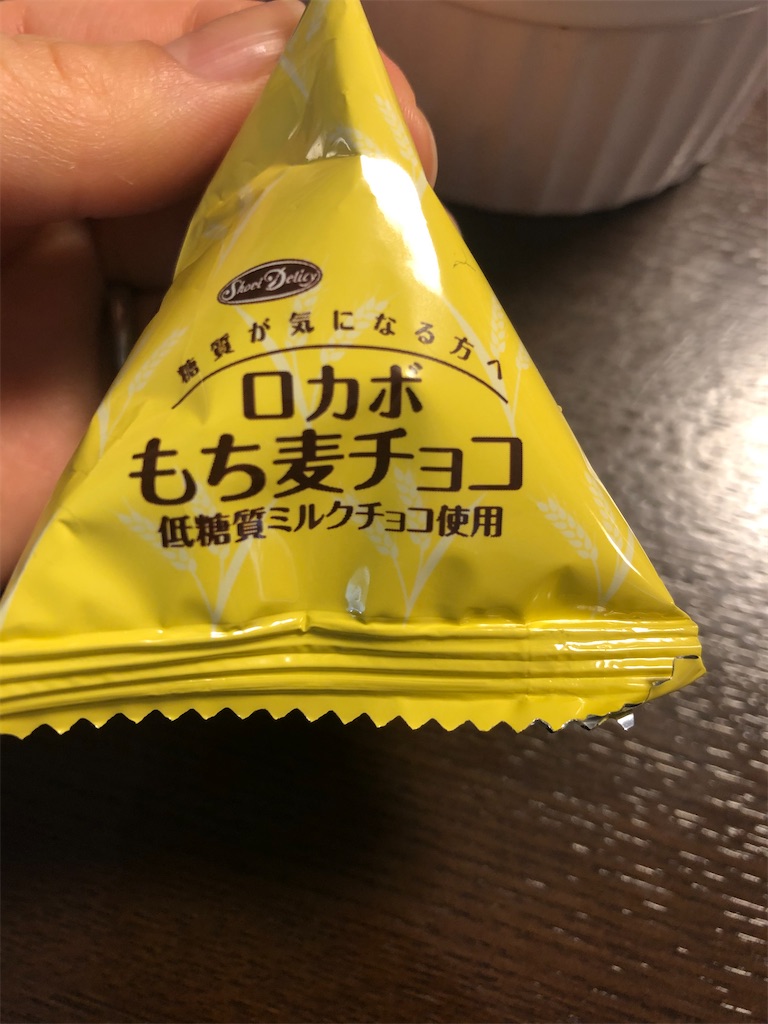 Shoei Delicy
糖質が気になる方へ
ロカボ
もち麦チョコ
低糖質ミルクチョコ使用